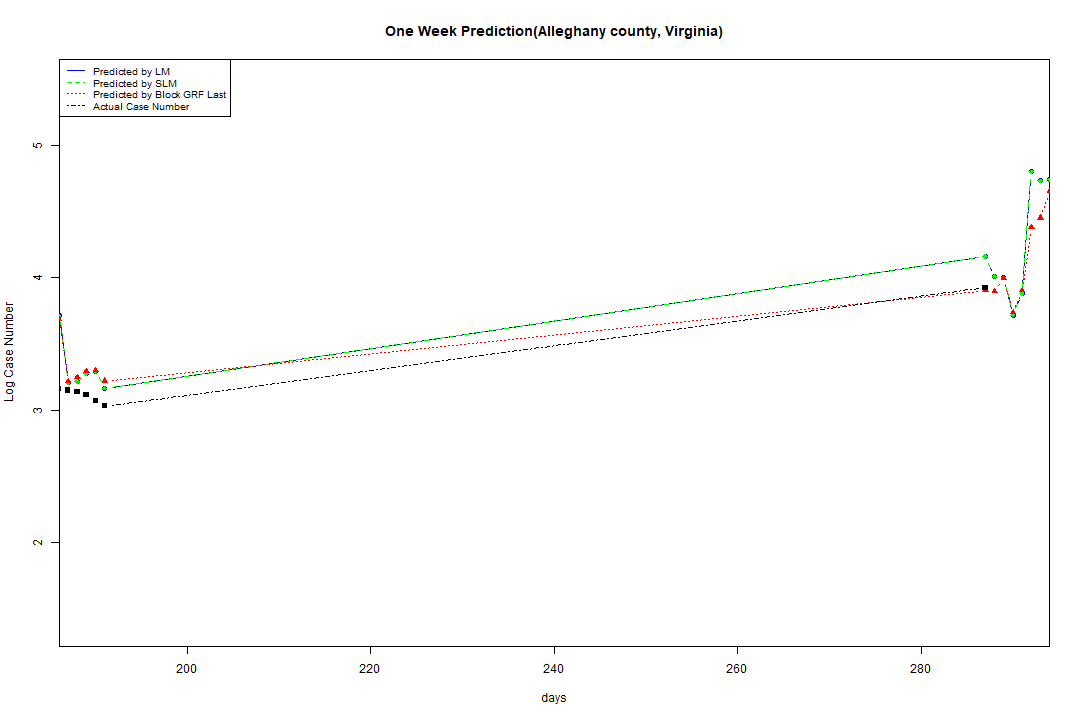 One Week Prediction(Alleghany county, Virginia)
Predicted by LM
Predicted by SLM
Predicted by Block GRF Last
Actual Case Number
5
4
3
2
Log Case Number
200
220
240
260
280
days